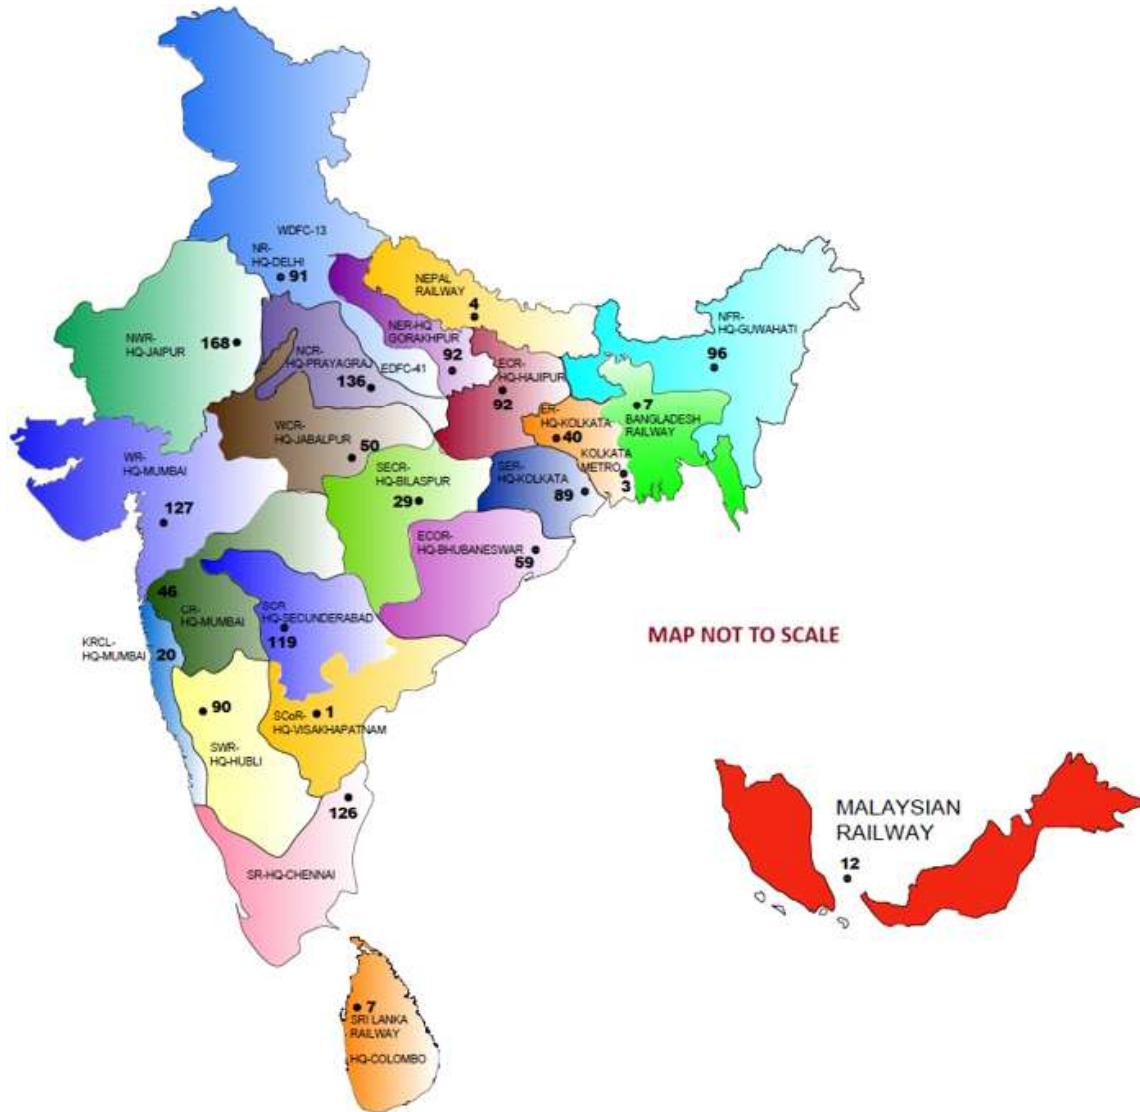 WDFC-13
NR-
HQ-DELHI
91
NEPAL
RAILWAY
4
NFR-
HQ-GUWAHATI
96
NWR-
HQ-JAIPUR
168
NCR-
HQ-PRAYAGRAJ
136
EDFC-41
NER-HQ
GORAKHPUR
92
ECR-
HQ-HAJIPUR
92
ER-
HQ-KOLKATA
40
7
BANGLADESH
RAILWAY
KOLKATA
METRO
3
WCR-
HQ-JABALPUR
50
WR-
HQ-MUMBAI
127
SECR-
HQ-BILASPUR
29
SER-
HQ-KOLKATA
89
ECOR-
HQ-BHUBANESWAR
59
46
CR-
HQ-MUMBAI
SCR
HQ-SECUNDERABAD
119
KRCL-
HQ-MUMBAI
20
MAP NOT TO SCALE
90
SWR-
HQ-HUBLI
1
SCoR-
HQ-VISAKHAPATNAM
126
SR-HQ-CHENNAI
MALAYSIAN
RAILWAY
12
7
SRI LANKA
RAILWAY
HQ-COLOMBO